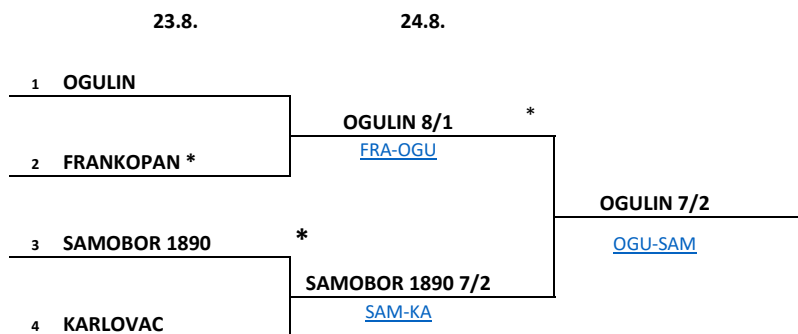 23.8. 24.8.
1 OGULIN
OGULIN 8/1 *
FRA-OGU
2 FRANKOPAN *
OGULIN 7/2
3 SAMOBOR 1890 *
OGU-SAM
SAMOBOR 1890 7/2
SAM-KA
4 KARLOVAC